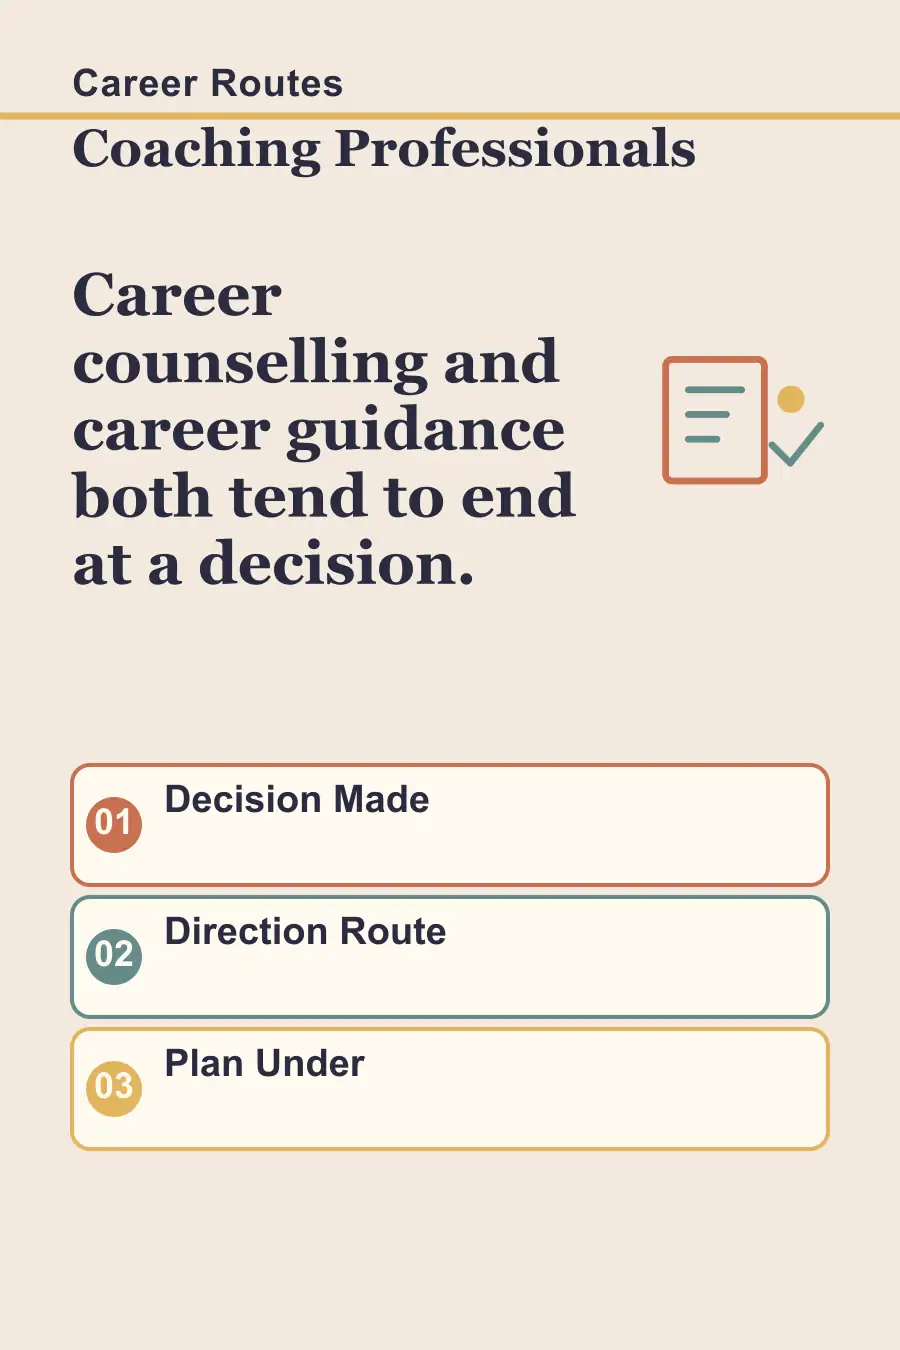 Career Routes
Coaching Professionals
Career
counselling and
career guidance
both tend to end
at a decision.
01
Decision Made
02
Direction Route
03
Plan Under